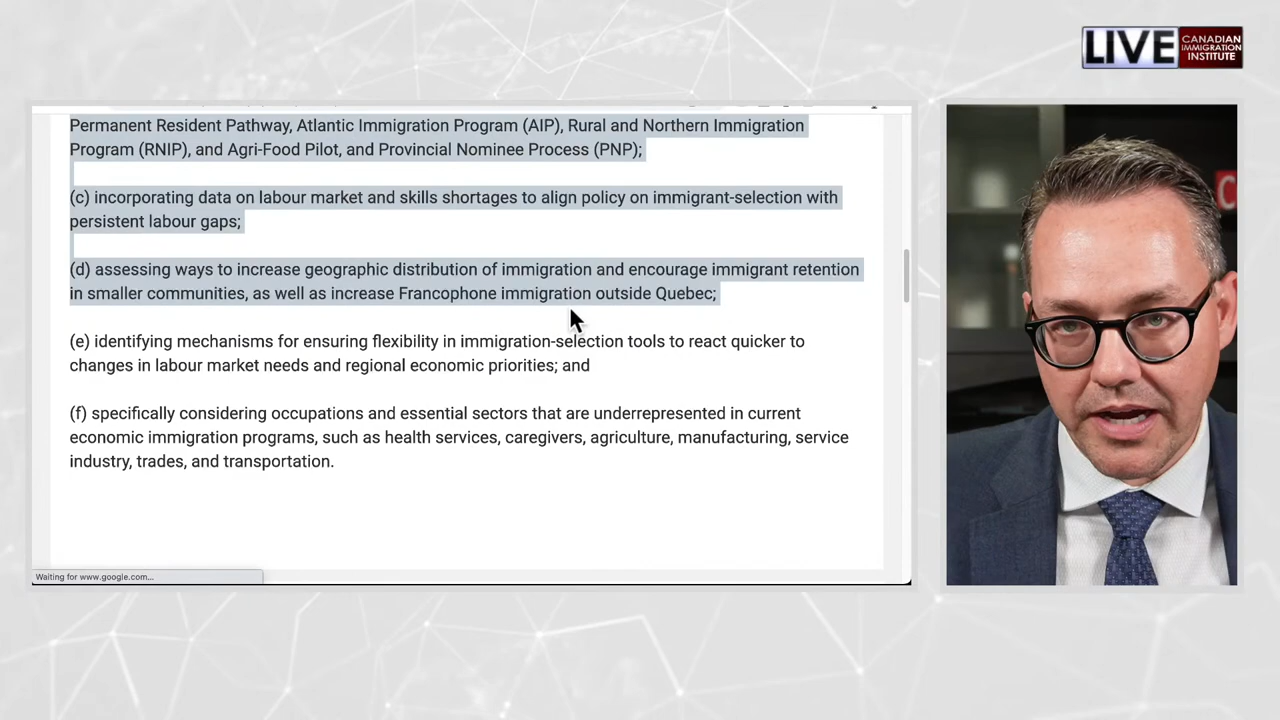 LIVE
CANADIAN
IMMIGRATION
INSTITUTE
Permanent Resident Pathway, Atlantic Immigration Program (AIP), Rural and Northern Immigration
Program (RNIP), and Agri-Food Pilot, and Provincial Nominee Process (PNP);
(c) incorporating data on labour market and skills shortages to align policy on immigrant-selection with
persistent labour gaps;
(d) assessing ways to increase geographic distribution of immigration and encourage immigrant retention
in smaller communities, as well as increase Francophone immigration outside Quebec;
(e) identifying mechanisms for ensuring flexibility in immigration-selection tools to react quicker to
changes in labour market needs and regional economic priorities; and
(f) specifically considering occupations and essential sectors that are underrepresented in current
economic immigration programs, such as health services, caregivers, agriculture, manufacturing, service
industry, trades, and transportation.
Waiting for www.google.com...